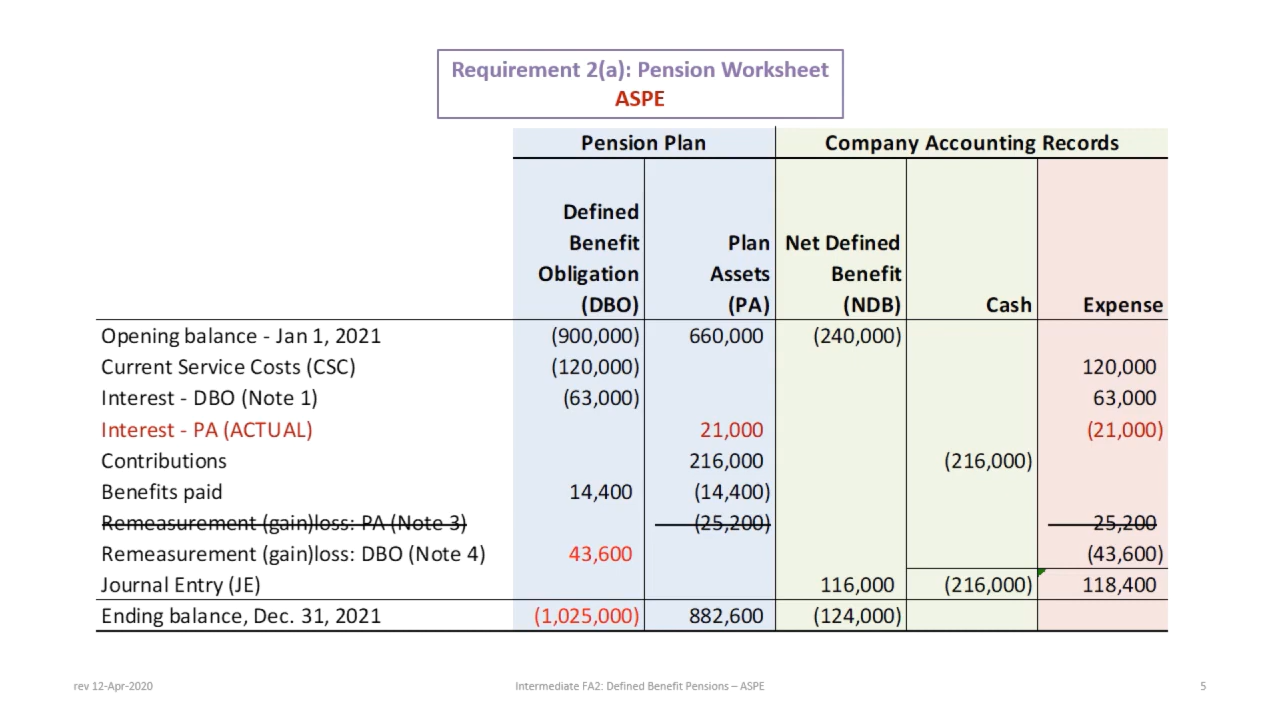 Requirement 2(a): Pension Worksheet
ASPE
Pension Plan Company Accounting Records
Defined
Benefit Plan Net Defined
Obligation Assets Benefit
(DBO) (PA) (NDB) Cash Expense
Opening balance - Jan 1, 2021 (900,000) 660,000 (240,000)
Current Service Costs (CSC) (120,000) 120,000
Interest - DBO (Note 1) (63,000) 63,000
Interest - PA (ACTUAL) 21,000 (21,000)
Contributions 216,000 (216,000)
Benefits paid 14,400 (14,400)
Remeasurement (gain)loss: PA (Note 3) (25,200) 25,200
Remeasurement (gain)loss: DBO (Note 4) 43,600 (43,600)
Journal Entry (JE) 116,000 (216,000) 118,400
Ending balance, Dec. 31, 2021 (1,025,000) 882,600 (124,000)
rev 12-Apr-2020 Intermediate FA2: Defined Benefit Pensions – ASPE 5